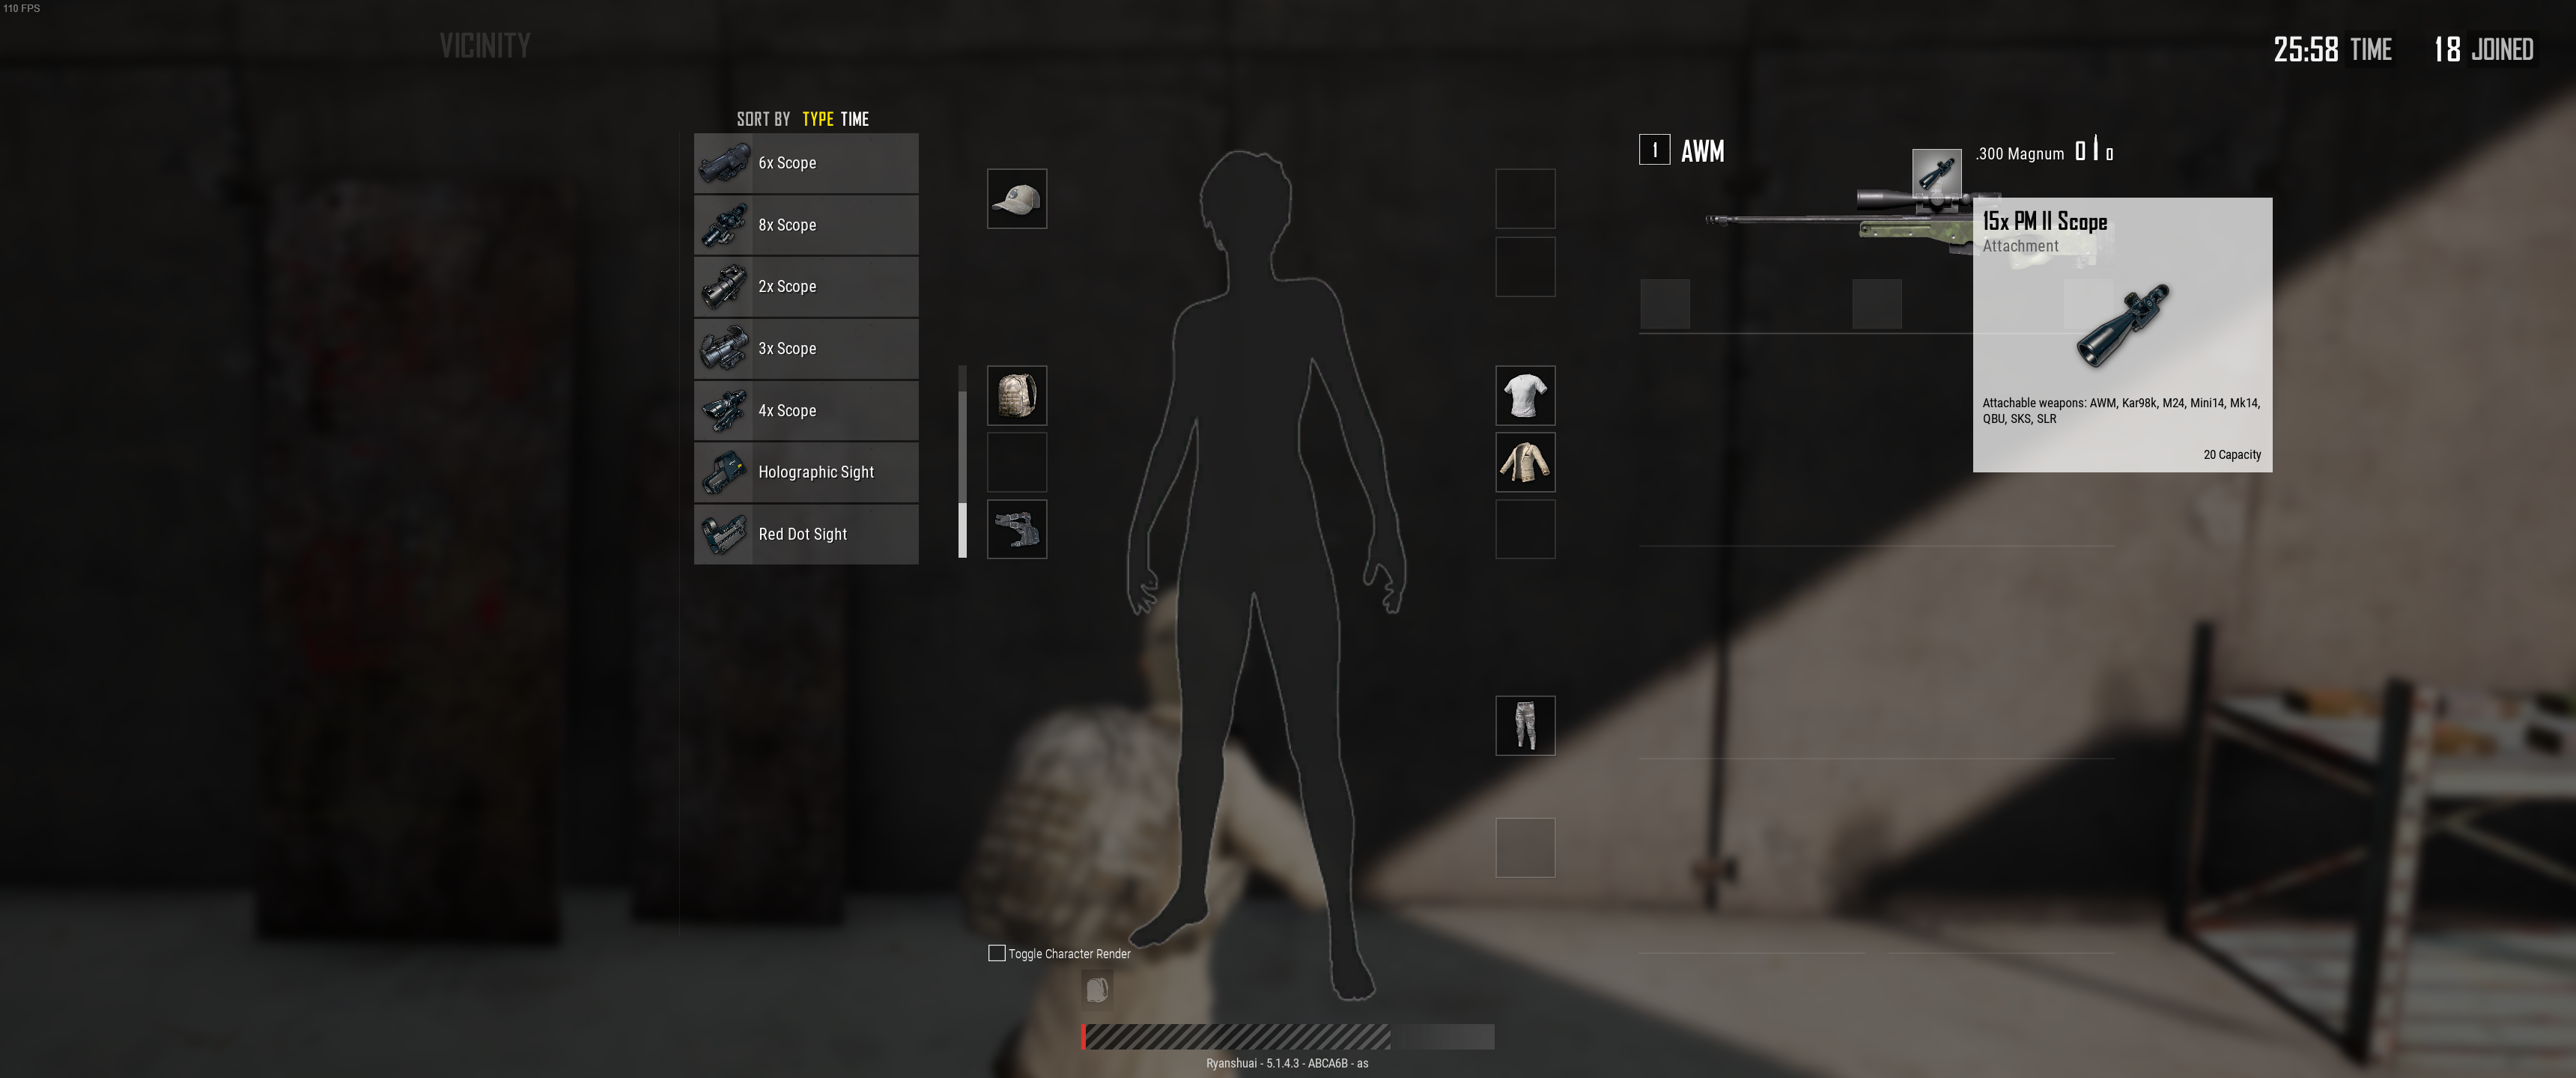 110 FPS
VICINITY
25:58 TIME 18 JOINED
SORT BY TYPE TIME
6x Scope
8x Scope
2x Scope
3x Scope
4x Scope
Holographic Sight
Red Dot Sight
1 AWM
.300 Magnum 0 0
15x PM II Scope
Attachment
Attachable weapons: AWM, Kar98k, M24, Mini14, Mk14,
QBU, SKS, SLR
20 Capacity
Toggle Character Render
Ryanshuai - 5.1.4.3 - ABCA6B - as